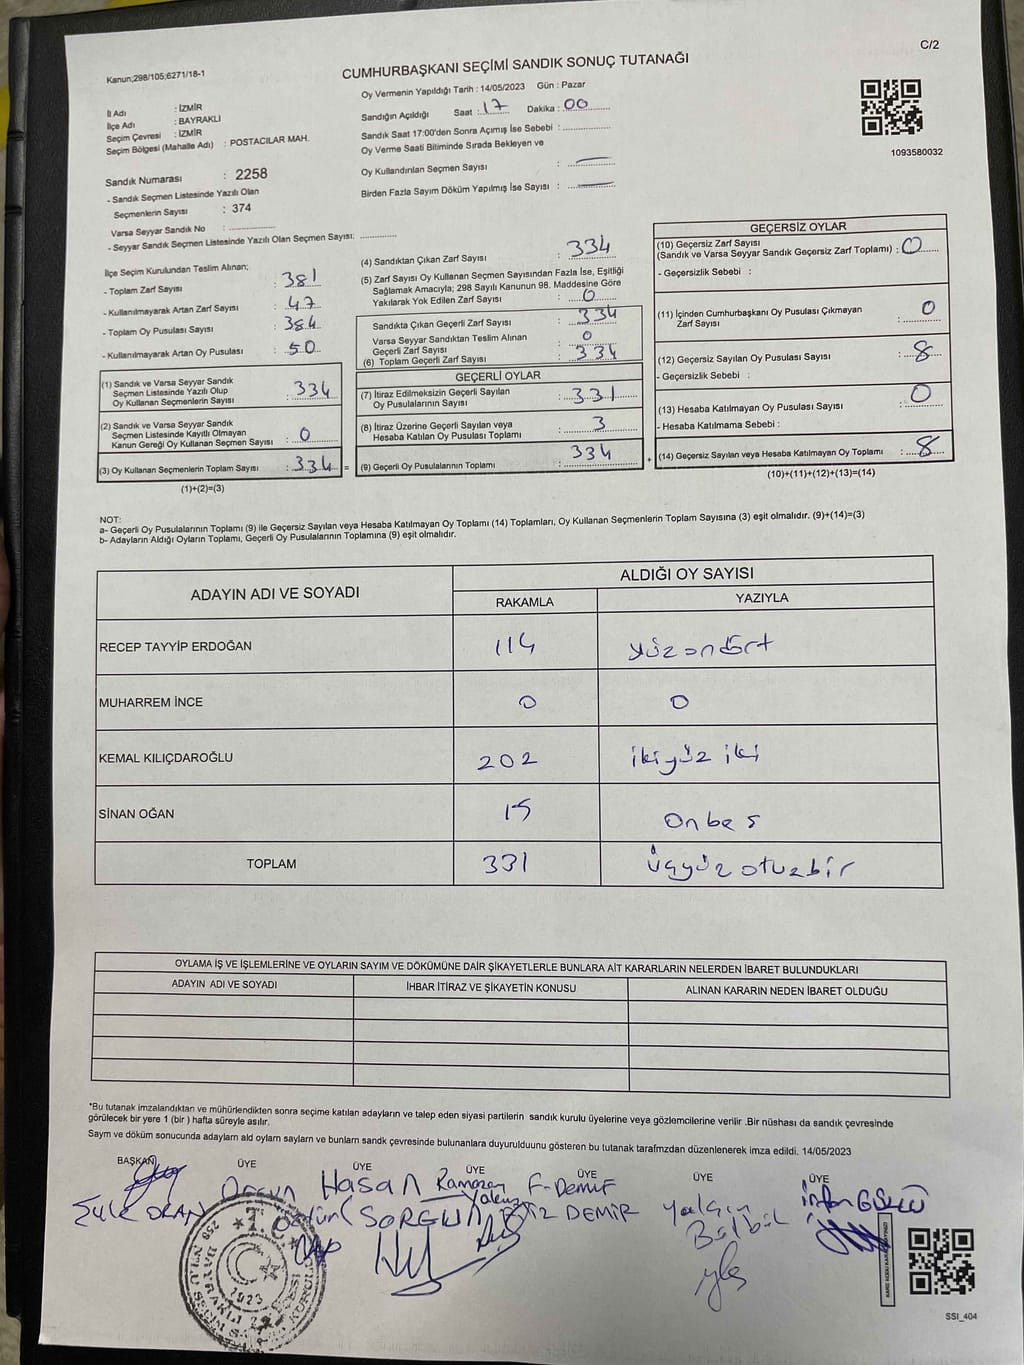 C/2
Kanun;298/105;6271/18-1
CUMHURBAŞKANI SEÇİMİ SANDIK SONUÇ TUTANAĞI
Oy Vermenin Yapıldığı Tarih : 14/05/2023 Gün : Pazar
İl Adı : İZMİR
İlçe Adı : BAYRAKLI
Seçim Çevresi : İZMİR
Seçim Bölgesi (Mahalle Adı) : POSTACILAR MAH.
Sandığın Açıldığı Saat : 17 Dakika : 00
Sandık Saat 17:00'den Sonra Açımış İse Sebebi :
Oy Verme Saati Bitiminde Sırada Bekleyen ve
Oy Kullandırılan Seçmen Sayısı : —
Birden Fazla Sayım Döküm Yapılmış İse Sayısı : —
1093580032
Sandık Numarası : 2258
- Sandık Seçmen Listesinde Yazılı Olan
Seçmenlerin Sayısı : 374
Varsa Seyyar Sandık No :
- Seyyar Sandık Seçmen Listesinde Yazılı Olan Seçmen Sayısı:
İlçe Seçim Kurulundan Teslim Alınan;
- Toplam Zarf Sayısı : 381
- Kullanılmayarak Artan Zarf Sayısı : 47
- Toplam Oy Pusulası Sayısı : 384
- Kullanılmayarak Artan Oy Pusulası : 50
(1) Sandık ve Varsa Seyyar Sandık
Seçmen Listesinde Yazılı Olup
Oy Kullanan Seçmenlerin Sayısı : 334
(2) Sandık ve Varsa Seyyar Sandık
Seçmen Listesinde Kayıtlı Olmayan
Kanun Gereği Oy Kullanan Seçmen Sayısı : 0
(3) Oy Kullanan Seçmenlerin Toplam Sayısı : 334 =
(1)+(2)=(3)
(4) Sandıktan Çıkan Zarf Sayısı : 334
(5) Zarf Sayısı Oy Kullanan Seçmen Sayısından Fazla İse, Eşitliği
Sağlamak Amacıyla; 298 Sayılı Kanunun 98. Maddesine Göre
Yakılarak Yok Edilen Zarf Sayısı : 0
Sandıkta Çıkan Geçerli Zarf Sayısı : 334
Varsa Seyyar Sandıktan Teslim Alınan
Geçerli Zarf Sayısı : 0
(6) Toplam Geçerli Zarf Sayısı : 334
GEÇERLİ OYLAR
(7) İtiraz Edilmeksizin Geçerli Sayılan
Oy Pusulalarının Sayısı : 331
(8) İtiraz Üzerine Geçerli Sayılan veya
Hesaba Katılan Oy Pusulası Toplamı : 3
(9) Geçerli Oy Pusulalarının Toplamı : 334 +
GEÇERSİZ OYLAR
(10) Geçersiz Zarf Sayısı
(Sandık ve Varsa Seyyar Sandık Geçersiz Zarf Toplamı) : 0
- Geçersizlik Sebebi :
(11) İçinden Cumhurbaşkanı Oy Pusulası Çıkmayan
Zarf Sayısı : 0
(12) Geçersiz Sayılan Oy Pusulası Sayısı : 8
- Geçersizlik Sebebi :
(13) Hesaba Katılmayan Oy Pusulası Sayısı : 0
- Hesaba Katılmama Sebebi :
(14) Geçersiz Sayılan veya Hesaba Katılmayan Oy Toplamı : 8
(10)+(11)+(12)+(13)=(14)
NOT:
a- Geçerli Oy Pusulalarının Toplamı (9) ile Geçersiz Sayılan veya Hesaba Katılmayan Oy Toplamı (14) Toplamları, Oy Kullanan Seçmenlerin Toplam Sayısına (3) eşit olmalıdır. (9)+(14)=(3)
b- Adayların Aldığı Oyların Toplamı, Geçerli Oy Pusulalarının Toplamına (9) eşit olmalıdır.
ADAYIN ADI VE SOYADI ALDIĞI OY SAYISI
RAKAMLA YAZIYLA
RECEP TAYYİP ERDOĞAN 114 yüzondört
MUHARREM İNCE 0 0
KEMAL KILIÇDAROĞLU 202 ikiyüz iki
SİNAN OĞAN 15 Onbeş
TOPLAM 331 üçyüz otuzbir
OYLAMA İŞ VE İŞLEMLERİNE VE OYLARIN SAYIM VE DÖKÜMÜNE DAİR ŞİKAYETLERLE BUNLARA AİT KARARLARIN NELERDEN İBARET BULUNDUKLARI
ADAYIN ADI VE SOYADI İHBAR İTİRAZ VE ŞİKAYETİN KONUSU ALINAN KARARIN NEDEN İBARET OLDUĞU
*Bu tutanak imzalandıktan ve mühürlendikten sonra seçime katılan adayların ve talep eden siyasi partilerin sandık kurulu üyelerine veya gözlemcilerine verilir .Bir nüshası da sandık çevresinde
görülecek bir yere 1 (bir ) hafta süreyle asılır.
Saym ve döküm sonucunda adayların ald oyların sayların ve bunların sandk çevresinde bulunanlara duyurulduunu gösteren bu tutanak tarafmzdan düzenlenerek imza edildi. 14/05/2023
BAŞKAN ÜYE ÜYE ÜYE ÜYE ÜYE ÜYE
Şule ORAN Orçun Hasan SORGUN Ramazan F-Demir DEMİR Yalçın Bülbül
T.C. BAYRAKLI 2023
SSI_404